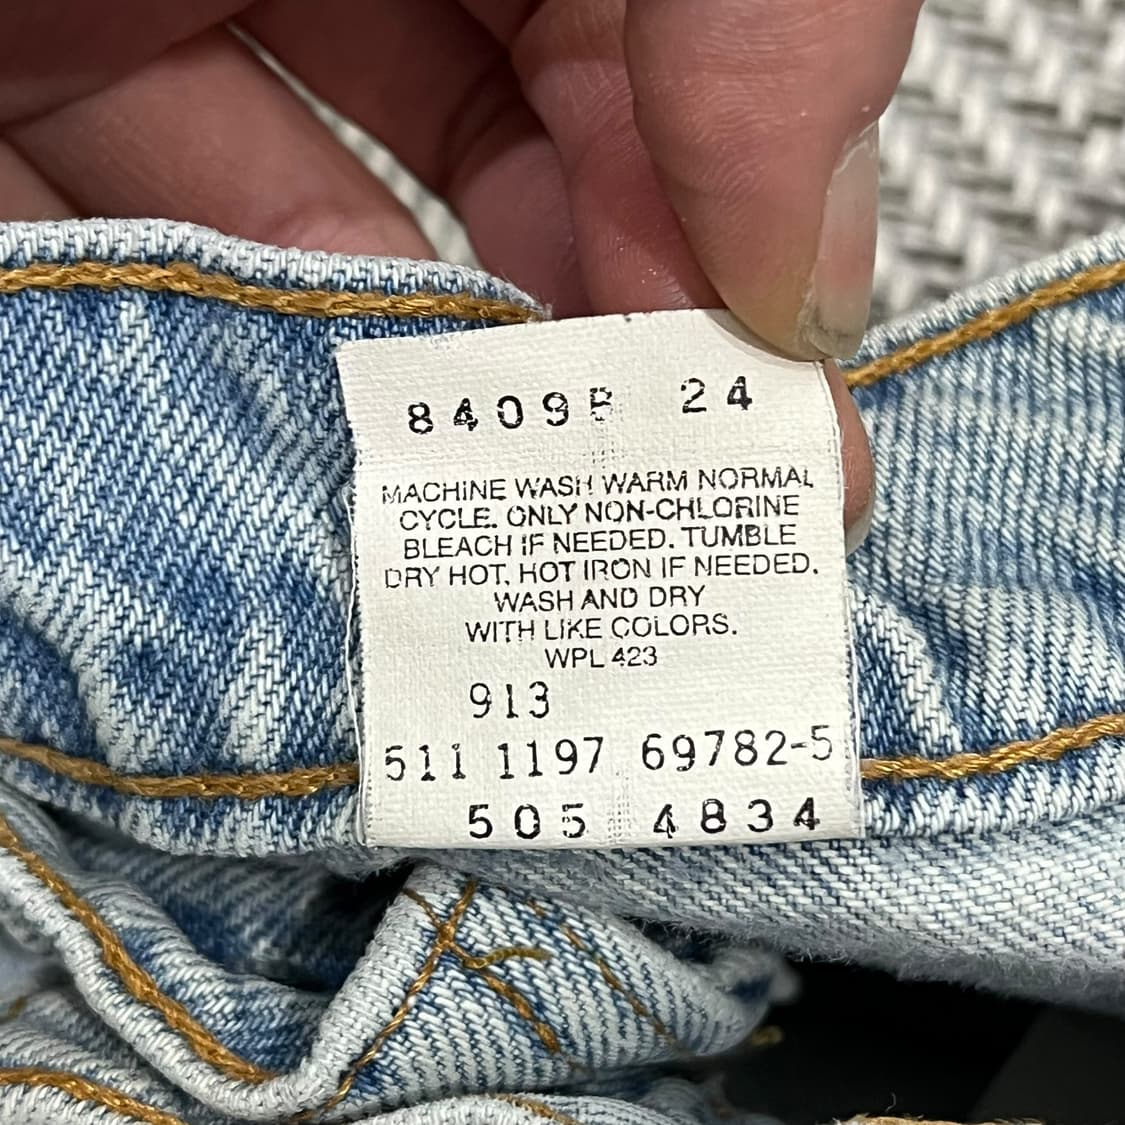 8409B 24
MACHINE WASH WARM NORMAL
CYCLE. ONLY NON-CHLORINE
BLEACH IF NEEDED. TUMBLE
DRY HOT, HOT IRON IF NEEDED.
WASH AND DRY
WITH LIKE COLORS.
WPL 423
913
511 1197 69782-5
505 4834